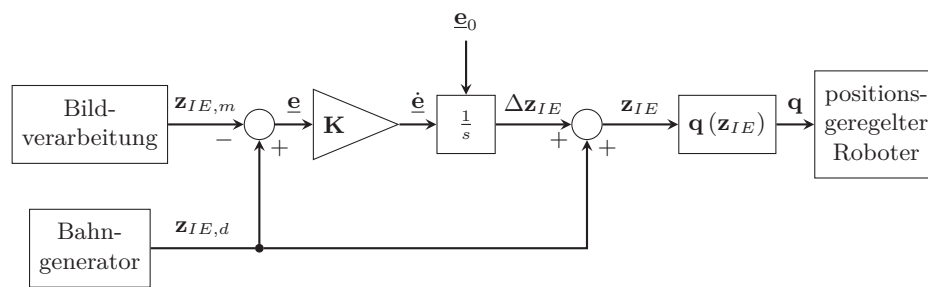 e̲₀
Bild-
verarbeitung
z_{IE,m}
−
+
e̲
K
ė̲
1
s
Δz_{IE}
+
+
z_{IE}
q (z_{IE})
q
positions-
geregelter
Roboter
Bahn-
generator
z_{IE,d}